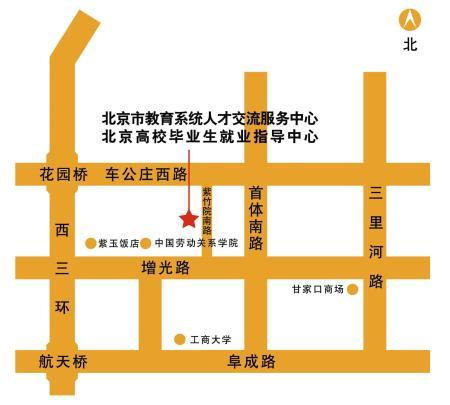 北
北京市教育系统人才交流服务中心
北京高校毕业生就业指导中心
花园桥
车公庄西路
紫竹院南路
首体南路
三里河路
西三环
紫玉饭店
中国劳动关系学院
增光路
甘家口商场
工商大学
航天桥
阜成路